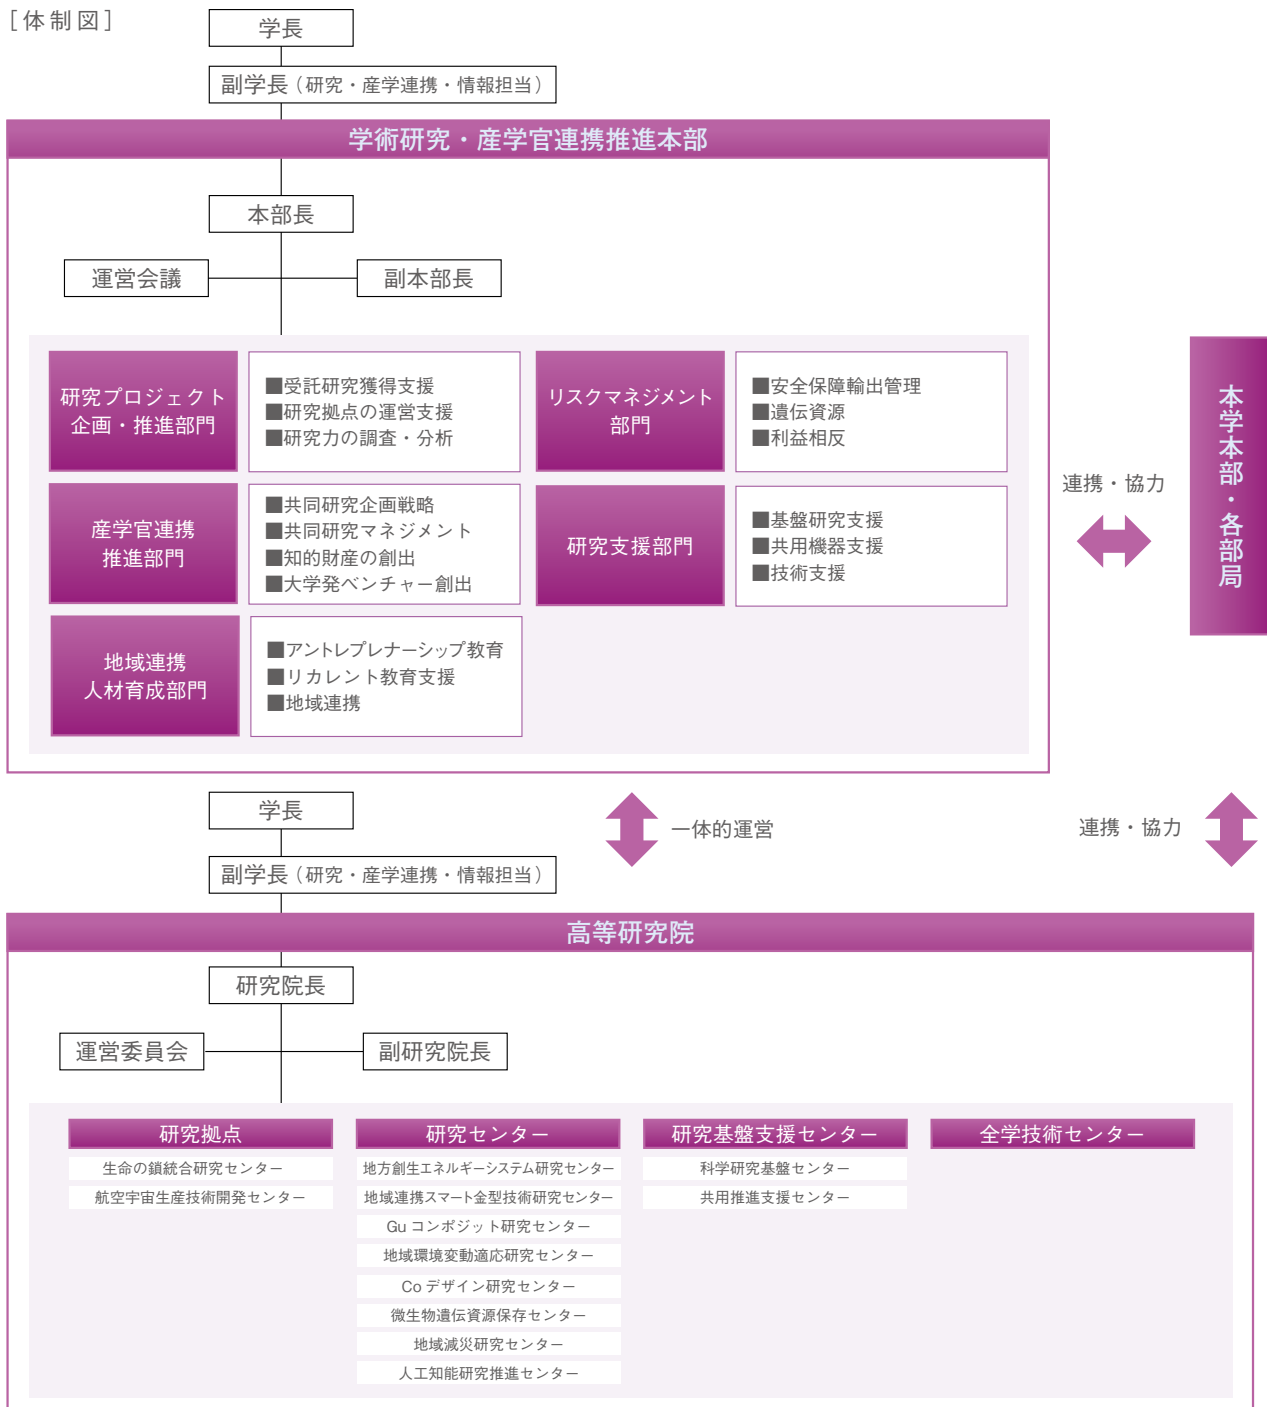 ［体制図］
学長
副学長（研究・産学連携・情報担当）
学術研究・産学官連携推進本部
本部長
運営会議
副本部長
研究プロジェクト
企画・推進部門
■受託研究獲得支援
■研究拠点の運営支援
■研究力の調査・分析
リスクマネジメント
部門
■安全保障輸出管理
■遺伝資源
■利益相反
産学官連携
推進部門
■共同研究企画戦略
■共同研究マネジメント
■知的財産の創出
■大学発ベンチャー創出
研究支援部門
■基盤研究支援
■共用機器支援
■技術支援
地域連携
人材育成部門
■アントレプレナーシップ教育
■リカレント教育支援
■地域連携
連携・協力
本学本部・各部局
学長
副学長（研究・産学連携・情報担当）
一体的運営
連携・協力
高等研究院
研究院長
運営委員会
副研究院長
研究拠点
生命の鎖統合研究センター
航空宇宙生産技術開発センター
研究センター
地方創生エネルギーシステム研究センター
地域連携スマート金型技術研究センター
Gu コンポジット研究センター
地域環境変動適応研究センター
Co デザイン研究センター
微生物遺伝資源保存センター
地域減災研究センター
人工知能研究推進センター
研究基盤支援センター
科学研究基盤センター
共用推進支援センター
全学技術センター